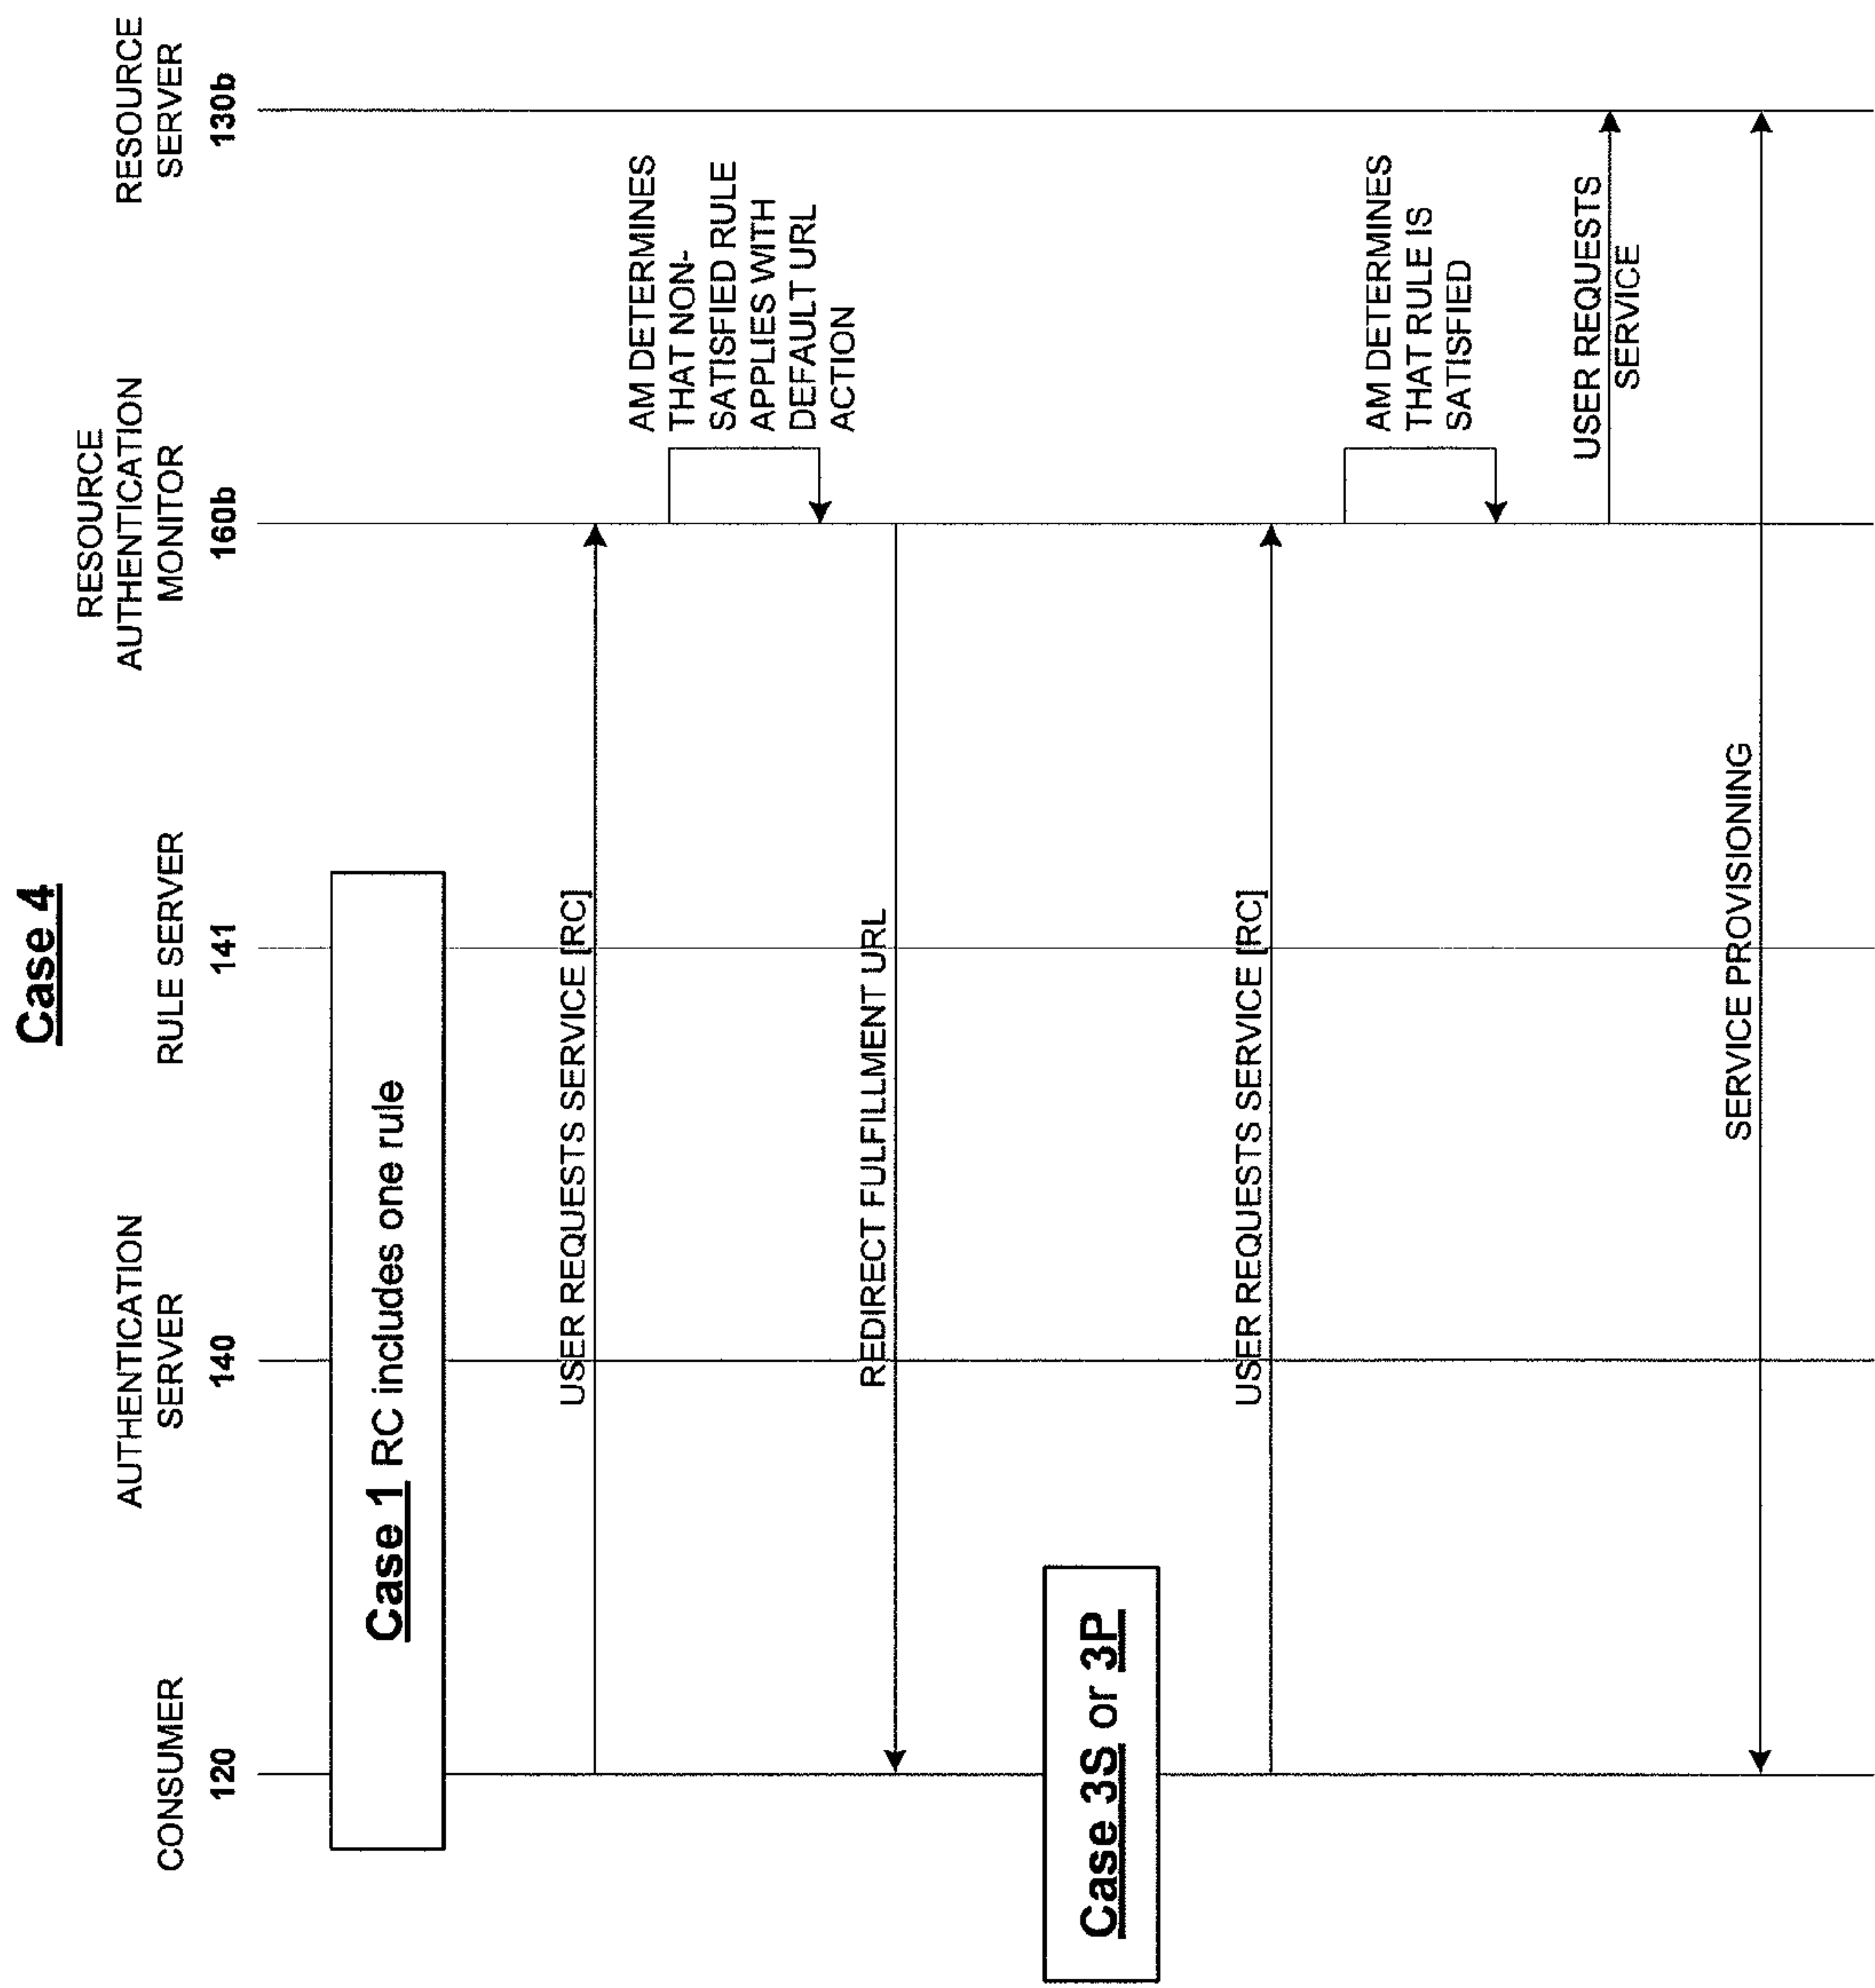 Case 4
CONSUMER
120
AUTHENTICATION
SERVER
140
RULE SERVER
141
RESOURCE
AUTHENTICATION
MONITOR
160b
RESOURCE
SERVER
130b
Case 1 RC includes one rule
USER REQUESTS SERVICE [RC]
AM DETERMINES
THAT NON-
SATISFIED RULE
APPLIES WITH
DEFAULT URL
ACTION
REDIRECT FULFILLMENT URL
Case 3S or 3P
USER REQUESTS SERVICE [RC]
AM DETERMINES
THAT RULE IS
SATISFIED
USER REQUESTS
SERVICE
SERVICE PROVISIONING